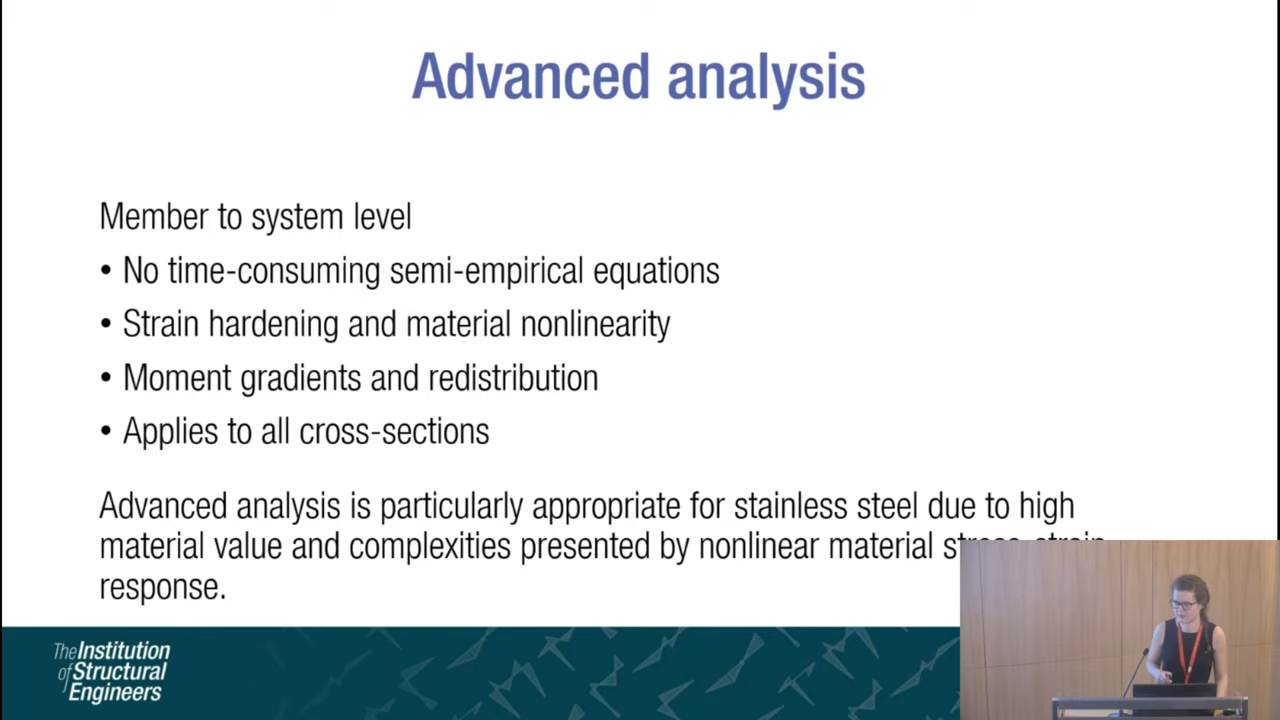 Advanced analysis
Member to system level
• No time-consuming semi-empirical equations
• Strain hardening and material nonlinearity
• Moment gradients and redistribution
• Applies to all cross-sections
Advanced analysis is particularly appropriate for stainless steel due to high
material value and complexities presented by nonlinear material stress-strain
response.
The Institution
of Structural
Engineers